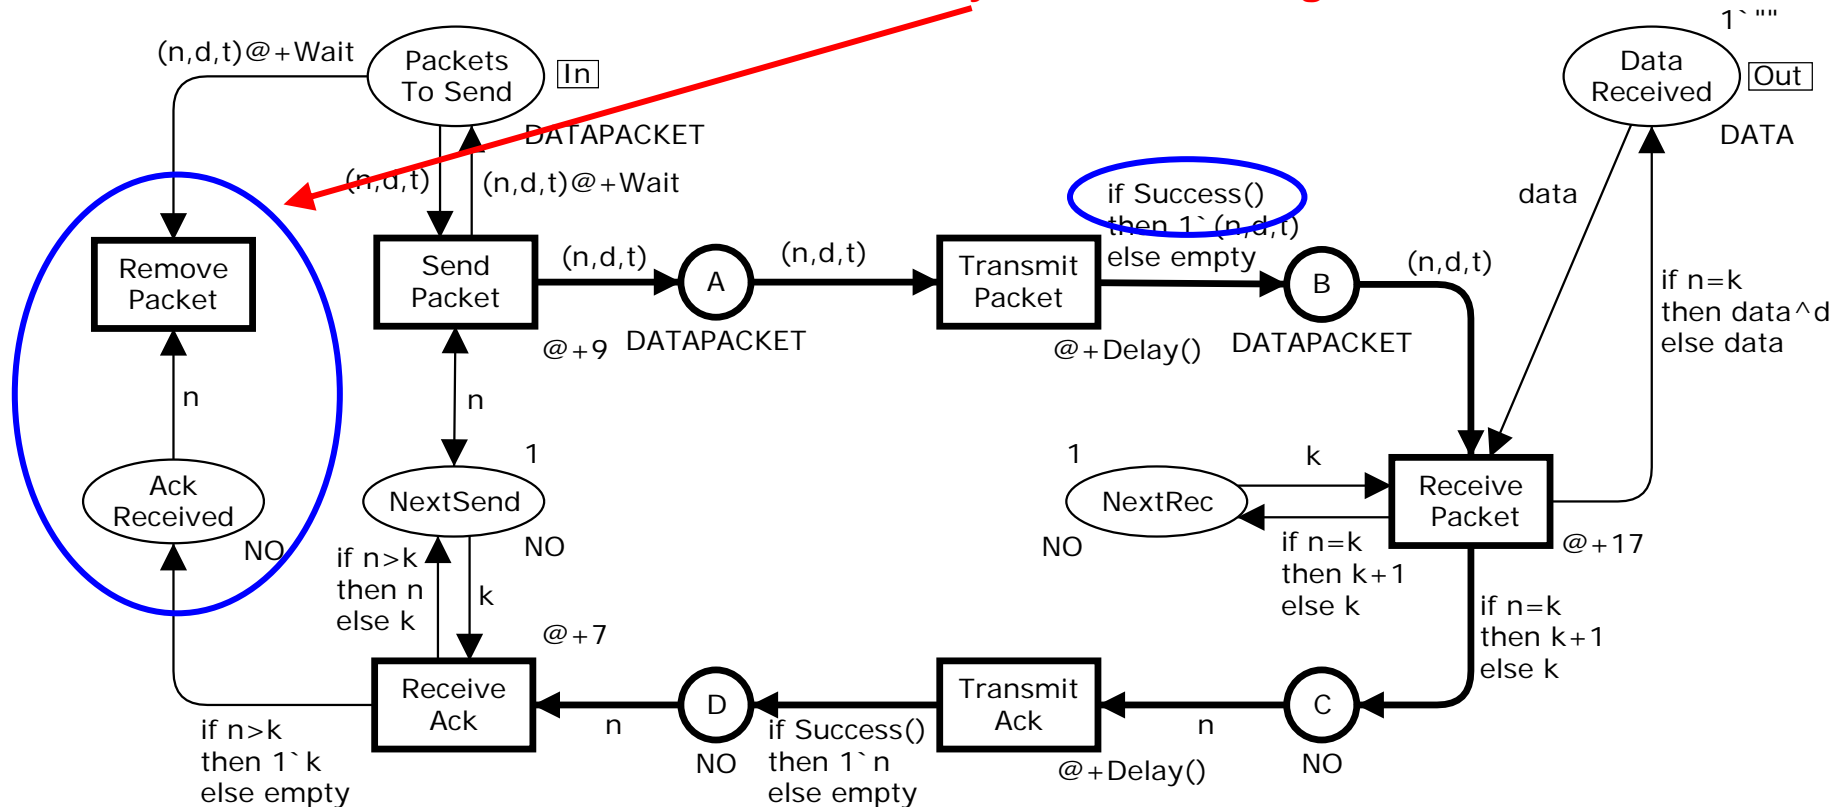 1`""
(n,d,t)@+Wait
Packets
To Send
In
Data
Received
Out
DATAPACKET
DATA
(n,d,t)
(n,d,t)@+Wait
if Success()
then 1`(n,d,t)
else empty
data
Remove
Packet
Send
Packet
(n,d,t)
A
(n,d,t)
Transmit
Packet
B
(n,d,t)
if n=k
then data^d
else data
@+9
DATAPACKET
@+Delay()
DATAPACKET
n
n
1
1
k
Ack
Received
NextSend
NextRec
Receive
Packet
NO
NO
NO
@+17
if n>k
then n
else k
k
if n=k
then k+1
else k
if n=k
then k+1
else k
@+7
Receive
Ack
D
Transmit
Ack
C
n
n
if n>k
then 1`k
else empty
NO
if Success()
then 1`n
else empty
@+Delay()
NO